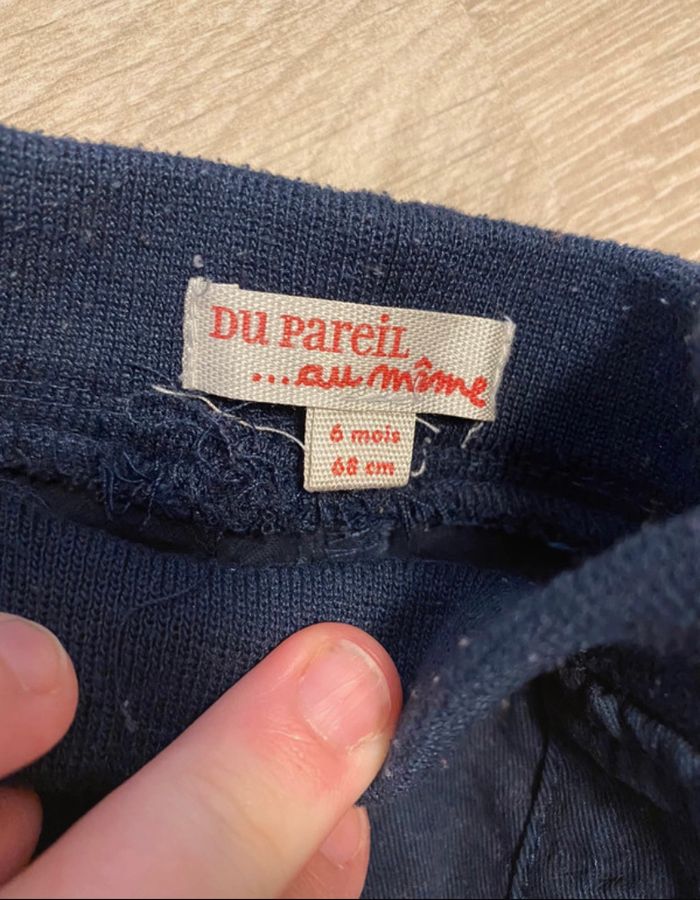 DU PareiL
...au même
6 mois
68 cm